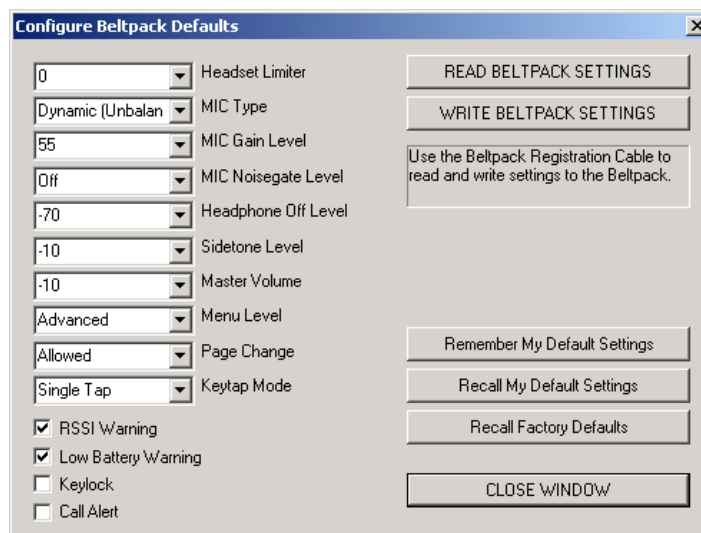 Configure Beltpack Defaults
0 Headset Limiter
Dynamic (Unbalan MIC Type
55 MIC Gain Level
Off MIC Noisegate Level
-70 Headphone Off Level
-10 Sidetone Level
-10 Master Volume
Advanced Menu Level
Allowed Page Change
Single Tap Keytap Mode
RSSI Warning
Low Battery Warning
Keylock
Call Alert
READ BELTPACK SETTINGS
WRITE BELTPACK SETTINGS
Use the Beltpack Registration Cable to
read and write settings to the Beltpack.
Remember My Default Settings
Recall My Default Settings
Recall Factory Defaults
CLOSE WINDOW